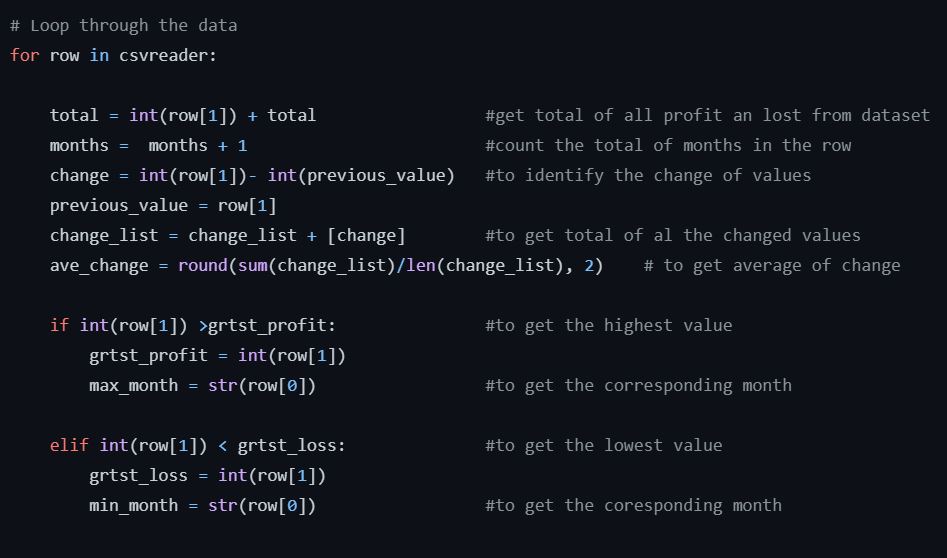 # Loop through the data
for row in csvreader:
total = int(row[1]) + total #get total of all profit an lost from dataset
months =  months + 1 #count the total of months in the row
change = int(row[1])- int(previous_value) #to identify the change of values
previous_value = row[1]
change_list = change_list + [change] #to get total of al the changed values
ave_change = round(sum(change_list)/len(change_list), 2) # to get average of change
if int(row[1]) >grtst_profit: #to get the highest value
grtst_profit = int(row[1])
max_month = str(row[0]) #to get the corresponding month
elif int(row[1]) < grtst_loss: #to get the lowest value
grtst_loss = int(row[1])
min_month = str(row[0]) #to get the coresponding month